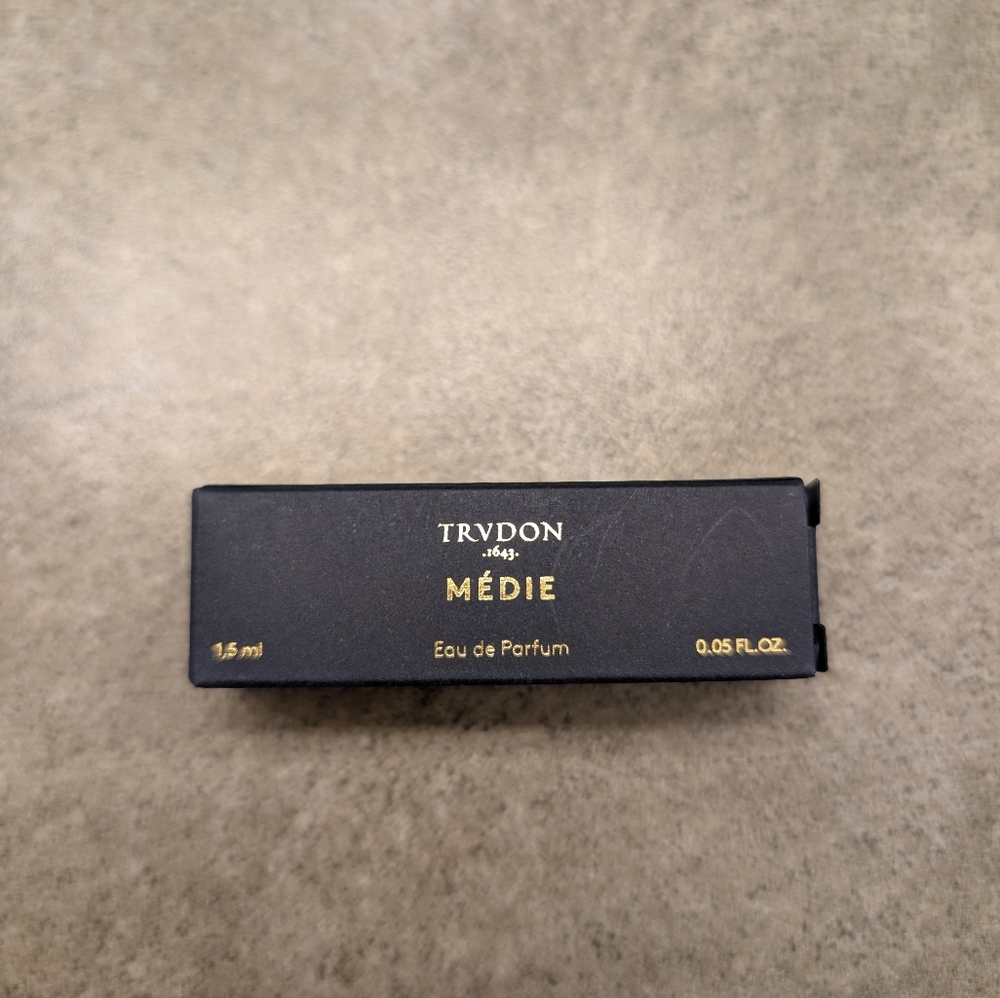 TRVDON
.1643.
MÉDIE
1,5 ml Eau de Parfum 0.05 FL.OZ.